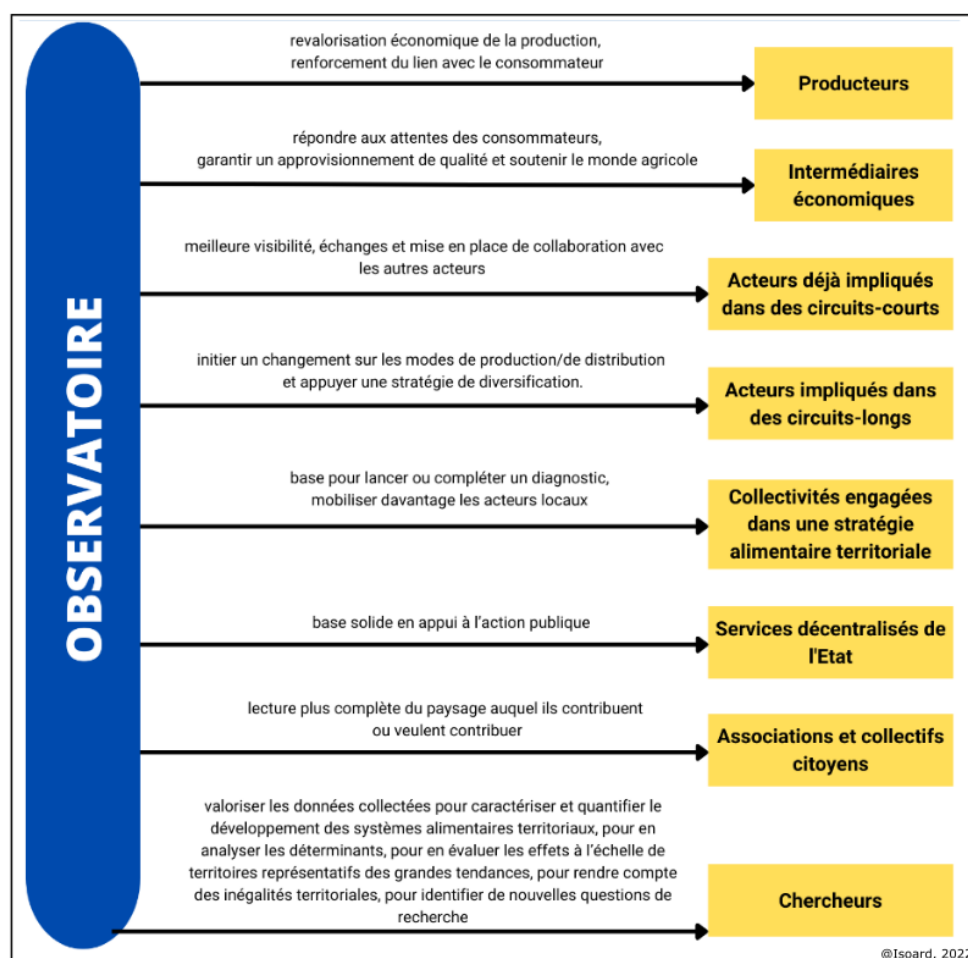 OBSERVATOIRE
revalorisation économique de la production,
renforcement du lien avec le consommateur
Producteurs
répondre aux attentes des consommateurs,
garantir un approvisionnement de qualité et soutenir le monde agricole
Intermédiaires
économiques
meilleure visibilité, échanges et mise en place de collaboration avec
les autres acteurs
Acteurs déjà impliqués
dans des circuits-courts
initier un changement sur les modes de production/de distribution
et appuyer une stratégie de diversification.
Acteurs impliqués dans
des circuits-longs
base pour lancer ou compléter un diagnostic,
mobiliser davantage les acteurs locaux
Collectivités engagées
dans une stratégie
alimentaire territoriale
base solide en appui à l'action publique
Services décentralisés de
l'Etat
lecture plus complète du paysage auquel ils contribuent
ou veulent contribuer
Associations et collectifs
citoyens
valoriser les données collectées pour caractériser et quantifier le
développement des systèmes alimentaires territoriaux, pour en
analyser les déterminants, pour en évaluer les effets à l'échelle de
territoires représentatifs des grandes tendances, pour rendre compte
des inégalités territoriales, pour identifier de nouvelles questions de
recherche
Chercheurs
@Isoard, 2022